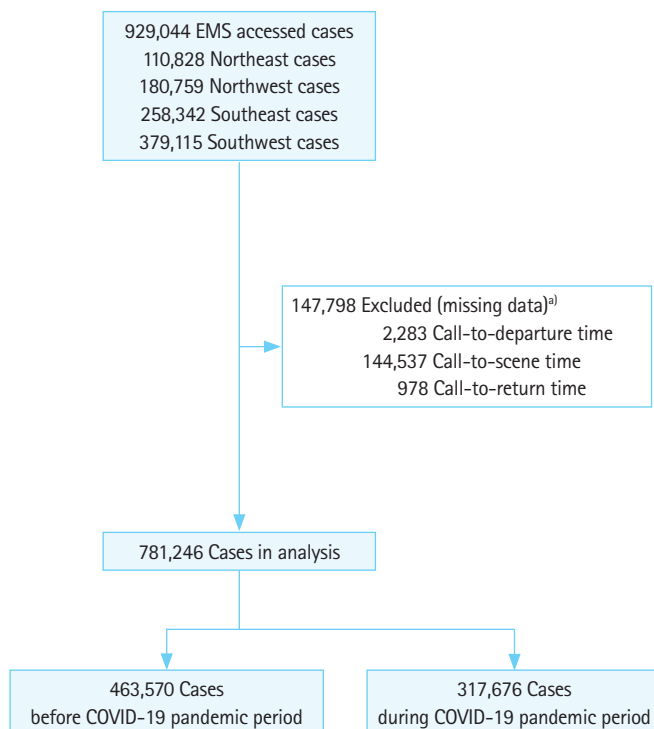 929,044 EMS accessed cases
110,828 Northeast cases
180,759 Northwest cases
258,342 Southeast cases
379,115 Southwest cases
147,798 Excluded (missing data)a)
2,283 Call-to-departure time
144,537 Call-to-scene time
978 Call-to-return time
781,246 Cases in analysis
463,570 Cases
before COVID-19 pandemic period
317,676 Cases
during COVID-19 pandemic period